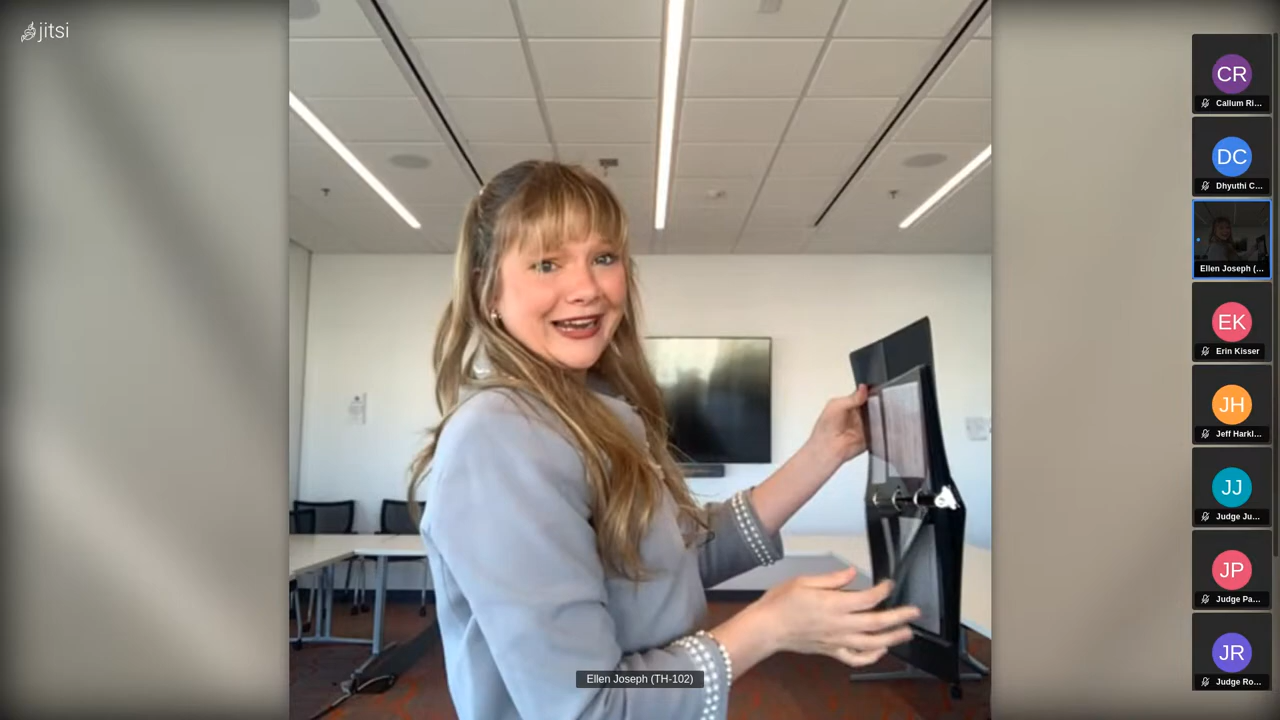 jitsi
CR
Callum Ri...
DC
Dhyuthi C...
Ellen Joseph (...
EK
Erin Kisser
JH
Jeff Harkl...
JJ
Judge Ju...
JP
Judge Pa...
JR
Judge Ro...
Ellen Joseph (TH-102)